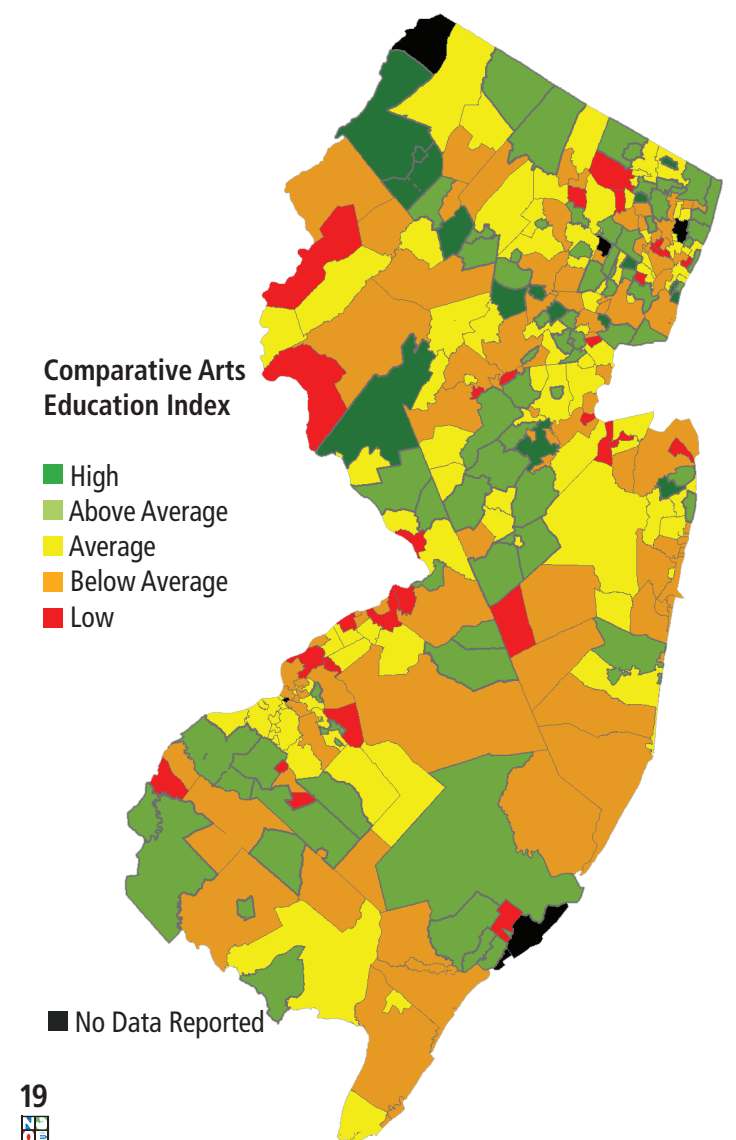 Comparative Arts
Education Index
High
Above Average
Average
Below Average
Low
No Data Reported
19